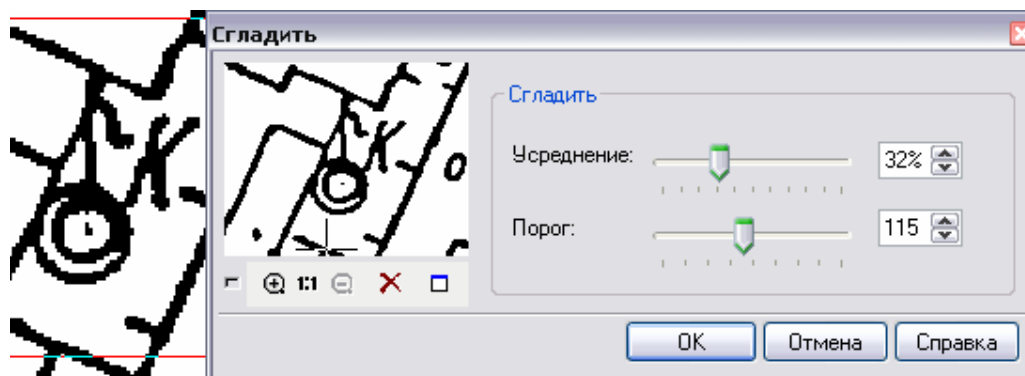 Сгладить
Сгладить
Усреднение:
32%
Порог:
115
1:1
OK
Отмена
Справка